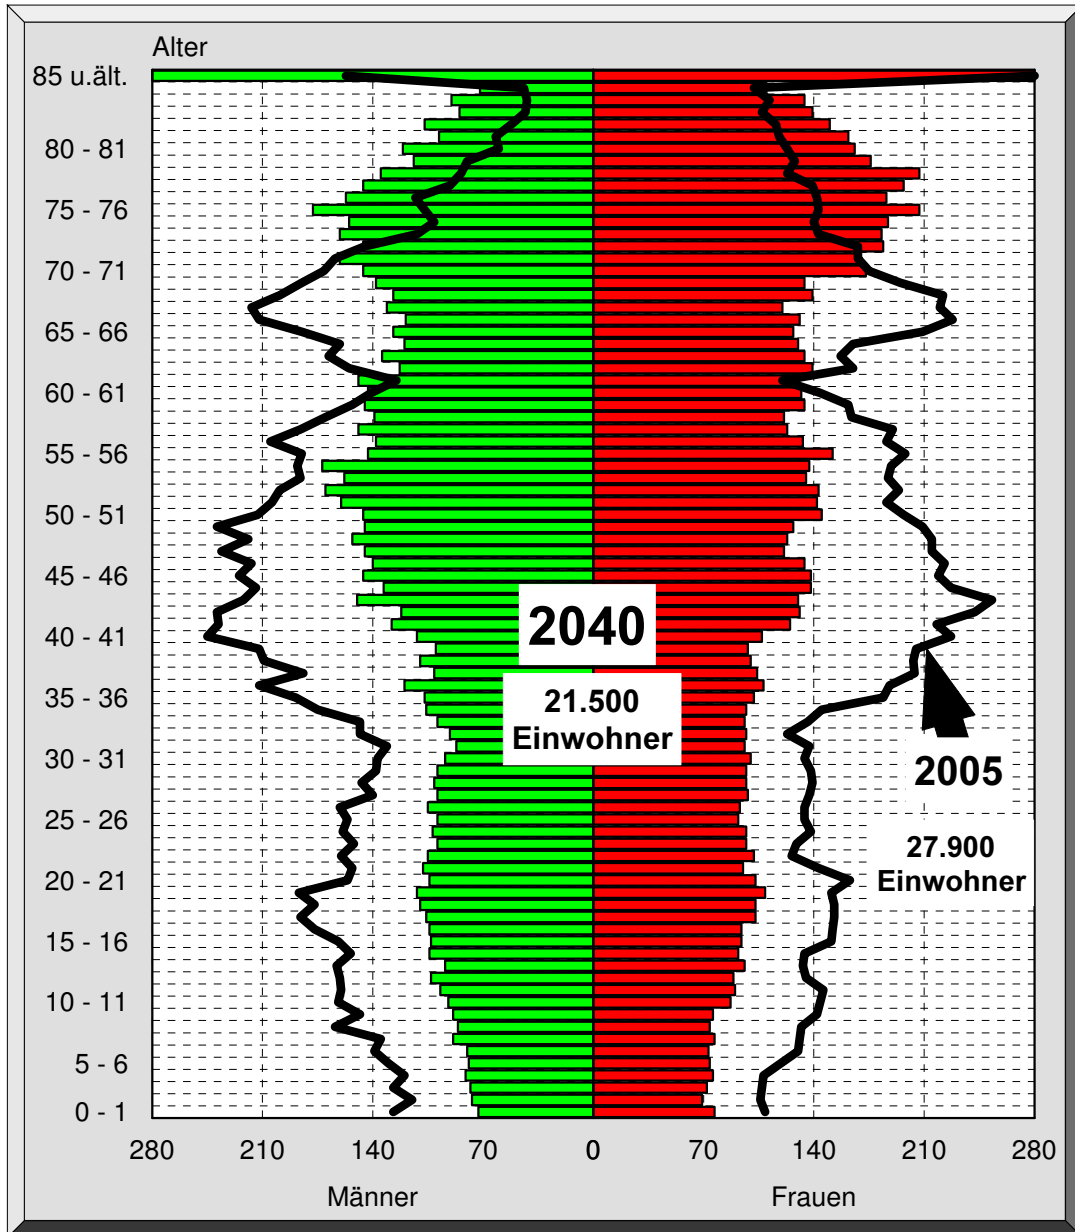 Alter
85 u.ält.
80 - 81
75 - 76
70 - 71
65 - 66
60 - 61
55 - 56
50 - 51
45 - 46
40 - 41
35 - 36
30 - 31
25 - 26
20 - 21
15 - 16
10 - 11
5 - 6
0 - 1
2040
21.500
Einwohner
2005
27.900
Einwohner
280 210 140 70 0 70 140 210 280
Männer Frauen